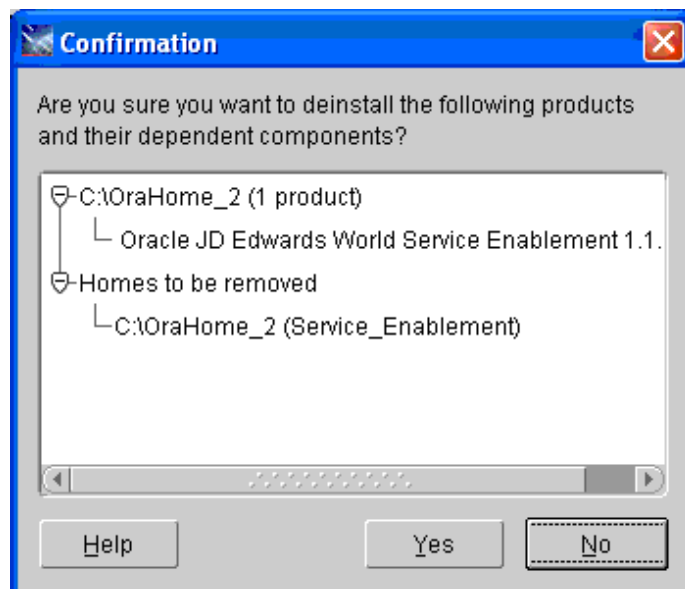 Confirmation
Are you sure you want to deinstall the following products
and their dependent components?
C:\OraHome_2 (1 product)
Oracle JD Edwards World Service Enablement 1.1.
Homes to be removed
C:\OraHome_2 (Service_Enablement)
Help
Yes
No